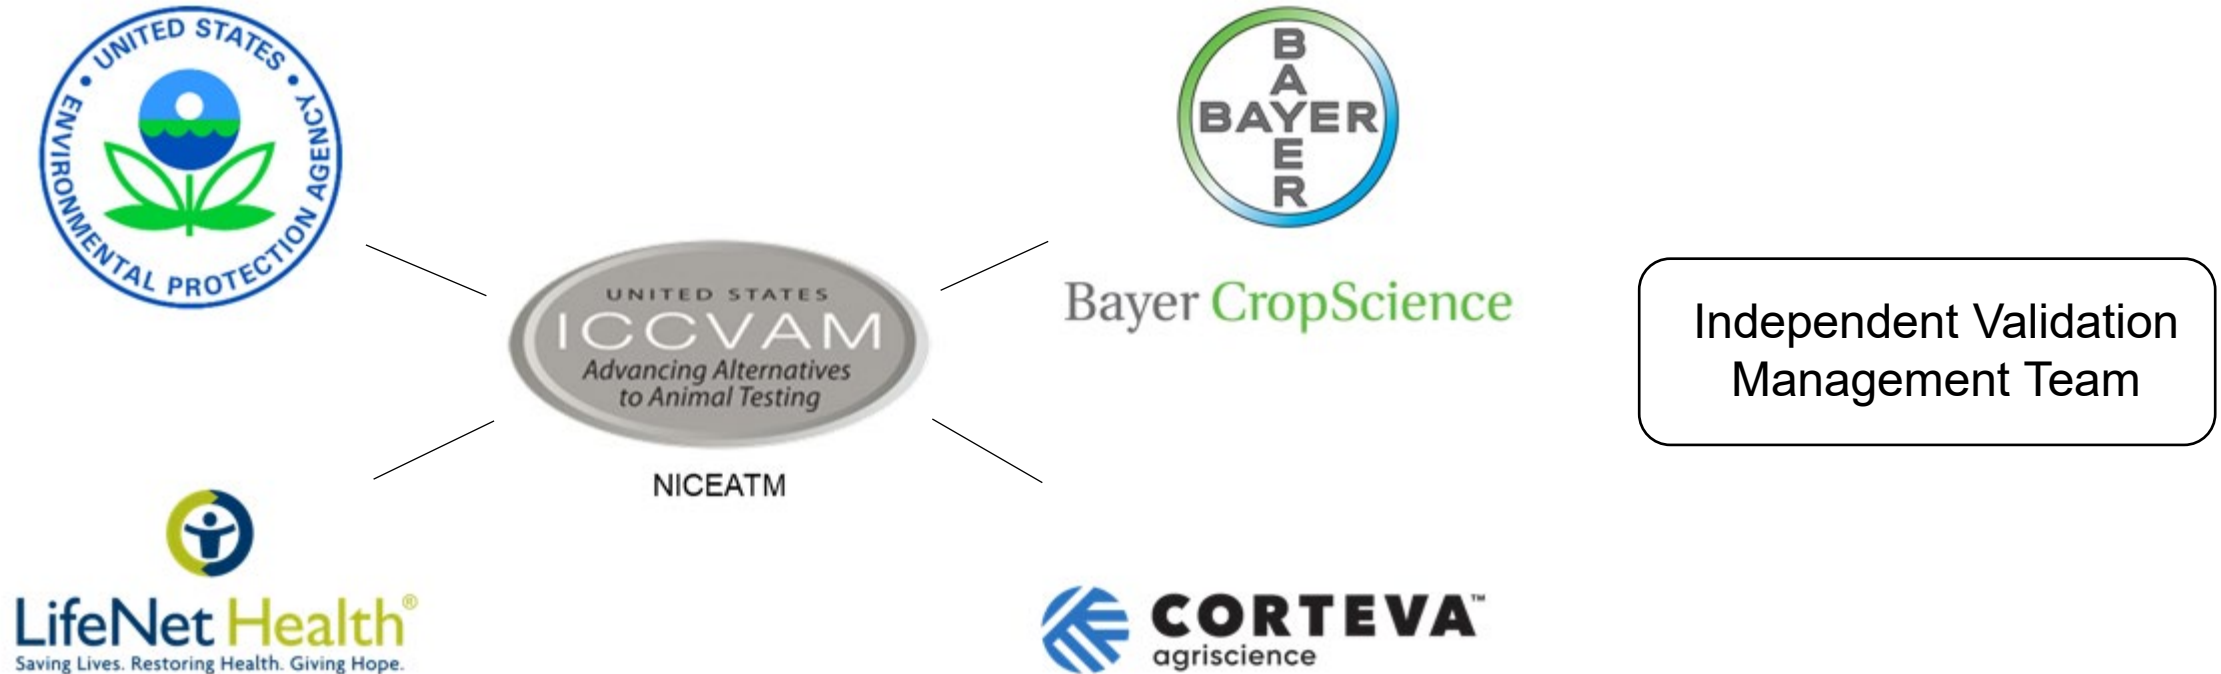 UNITED STATES
ENVIRONMENTAL PROTECTION AGENCY
BAYER
BAYER
Bayer CropScience
UNITED STATES
ICCVAM
Advancing Alternatives
to Animal Testing
NICEATM
Independent Validation
Management Team
LifeNet Health®
Saving Lives. Restoring Health. Giving Hope.
CORTEVA™
agriscience